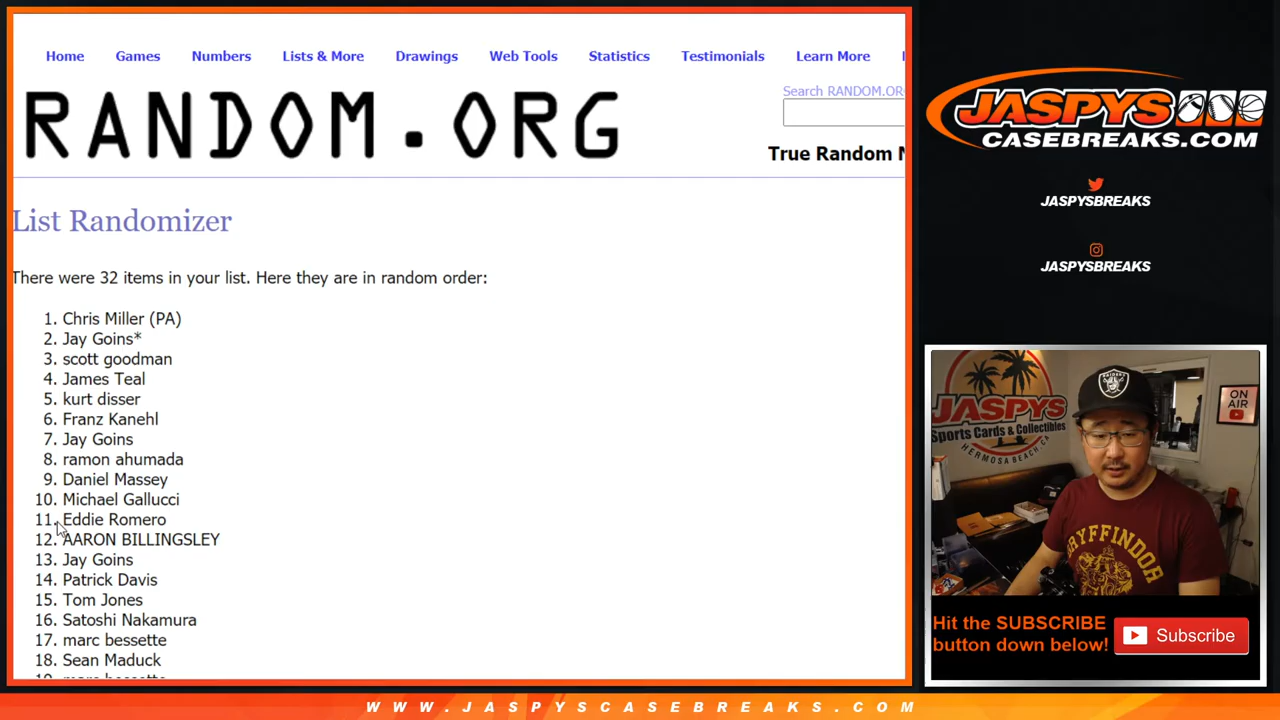 Home Games Numbers Lists & More Drawings Web Tools Statistics Testimonials Learn More
RANDOM.ORG
Search RANDOM.OR
True Random N
List Randomizer
There were 32 items in your list. Here they are in random order:
1. Chris Miller (PA)
2. Jay Goins*
3. scott goodman
4. James Teal
5. kurt disser
6. Franz Kanehl
7. Jay Goins
8. ramon ahumada
9. Daniel Massey
10. Michael Gallucci
11. Eddie Romero
12. AARON BILLINGSLEY
13. Jay Goins
14. Patrick Davis
15. Tom Jones
16. Satoshi Nakamura
17. marc bessette
18. Sean Maduck
19. marc bessette
JASPYS
CASEBREAKS.COM
JASPYSBREAKS
JASPYSBREAKS
JASPYS
Sports Cards & Collectibles
HERMOSA BEACH, CA
ON
AIR
RAIDERS
GRYFFINDOR
Hit the SUBSCRIBE
button down below!
Subscribe
WWW.JASPYSCASEBREAKS.COM